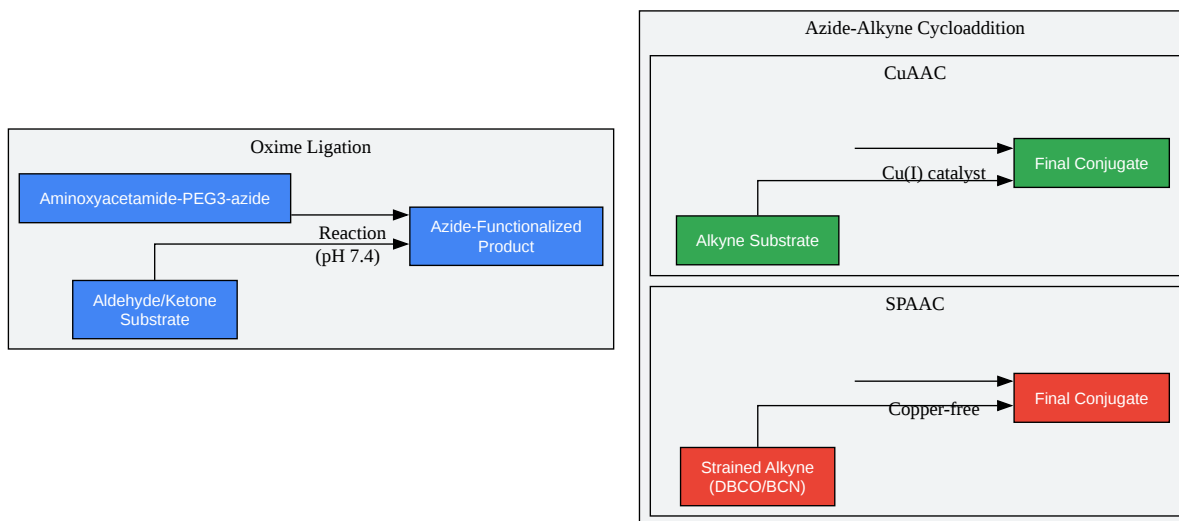 Oxime Ligation
Aminoxyacetamide-PEG3-azide
Reaction
(pH 7.4)
Azide-Functionalized
Product
Aldehyde/Ketone
Substrate
Azide-Alkyne Cycloaddition
CuAAC
Cu(I) catalyst
Final Conjugate
Alkyne Substrate
SPAAC
Copper-free
Final Conjugate
Strained Alkyne
(DBCO/BCN)